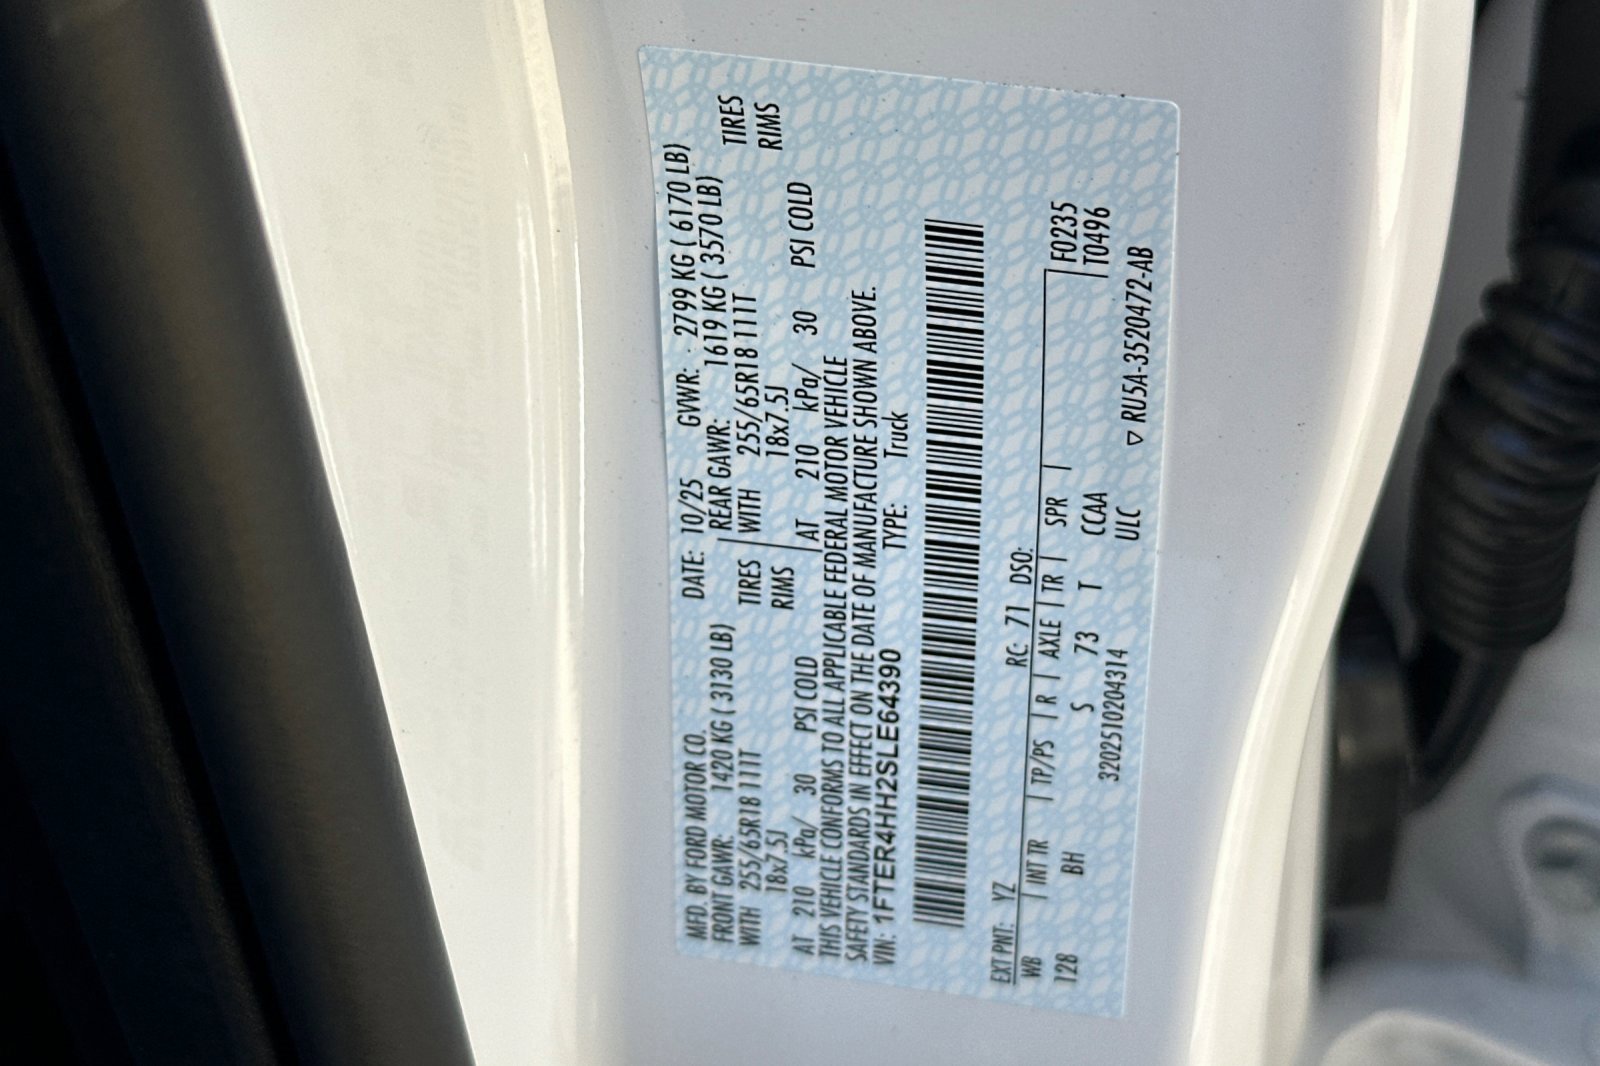 MFD. BY FORD MOTOR CO. DATE: 10/25 GVWR: 2799 KG ( 6170 LB)
FRONT GAWR: 1420 KG ( 3130 LB) REAR GAWR: 1619 KG ( 3570 LB)
WITH 255/65R18 111T TIRES WITH 255/65R18 111T TIRES
18x7.5J RIMS 18x7.5J RIMS
AT 210 kPa/ 30 PSI COLD AT 210 kPa/ 30 PSI COLD
THIS VEHICLE CONFORMS TO ALL APPLICABLE FEDERAL MOTOR VEHICLE
SAFETY STANDARDS IN EFFECT ON THE DATE OF MANUFACTURE SHOWN ABOVE.
VIN: 1FTER4HH2SLE64390 TYPE: Truck
EXT PNT: YZ RC: 71 DSO: F0235
WB INT TR TP/PS R AXLE TR SPR T0496
128 BH S 73 T CCAA
3202510204314 ULC ▽ RU5A-3520472-AB